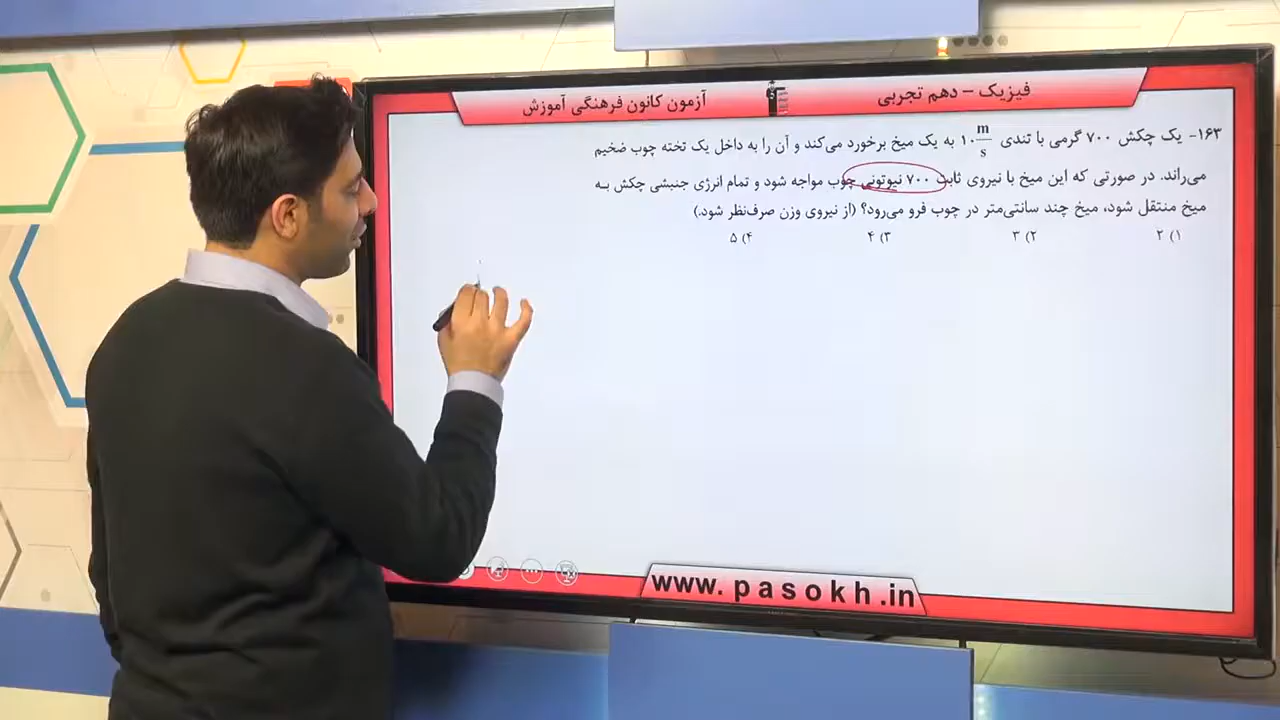 فیزیک – دهم تجربی
آزمون کانون فرهنگی آموزش
۱۶۳- یک چکش ۷۰۰ گرمی با تندی ۱۰ m/s به یک میخ برخورد می‌کند و آن را به داخل یک تخته چوب ضخیم
می‌راند. در صورتی که این میخ با نیروی ثابت ۷۰۰ نیوتونی چوب مواجه شود و تمام انرژی جنبشی چکش به
میخ منتقل شود، میخ چند سانتی‌متر در چوب فرو می‌رود؟ (از نیروی وزن صرف‌نظر شود.)
۱) ۲ ۲) ۳ ۳) ۴ ۴) ۵
www.pasokh.in